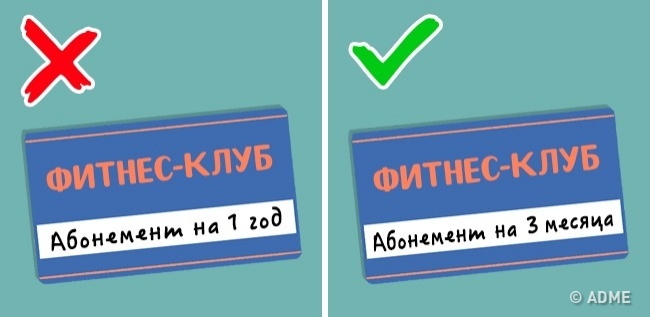 ФИТНЕС-КЛУБ
Абонемент на 1 год
ФИТНЕС-КЛУБ
Абонемент на 3 месяца
© ADME